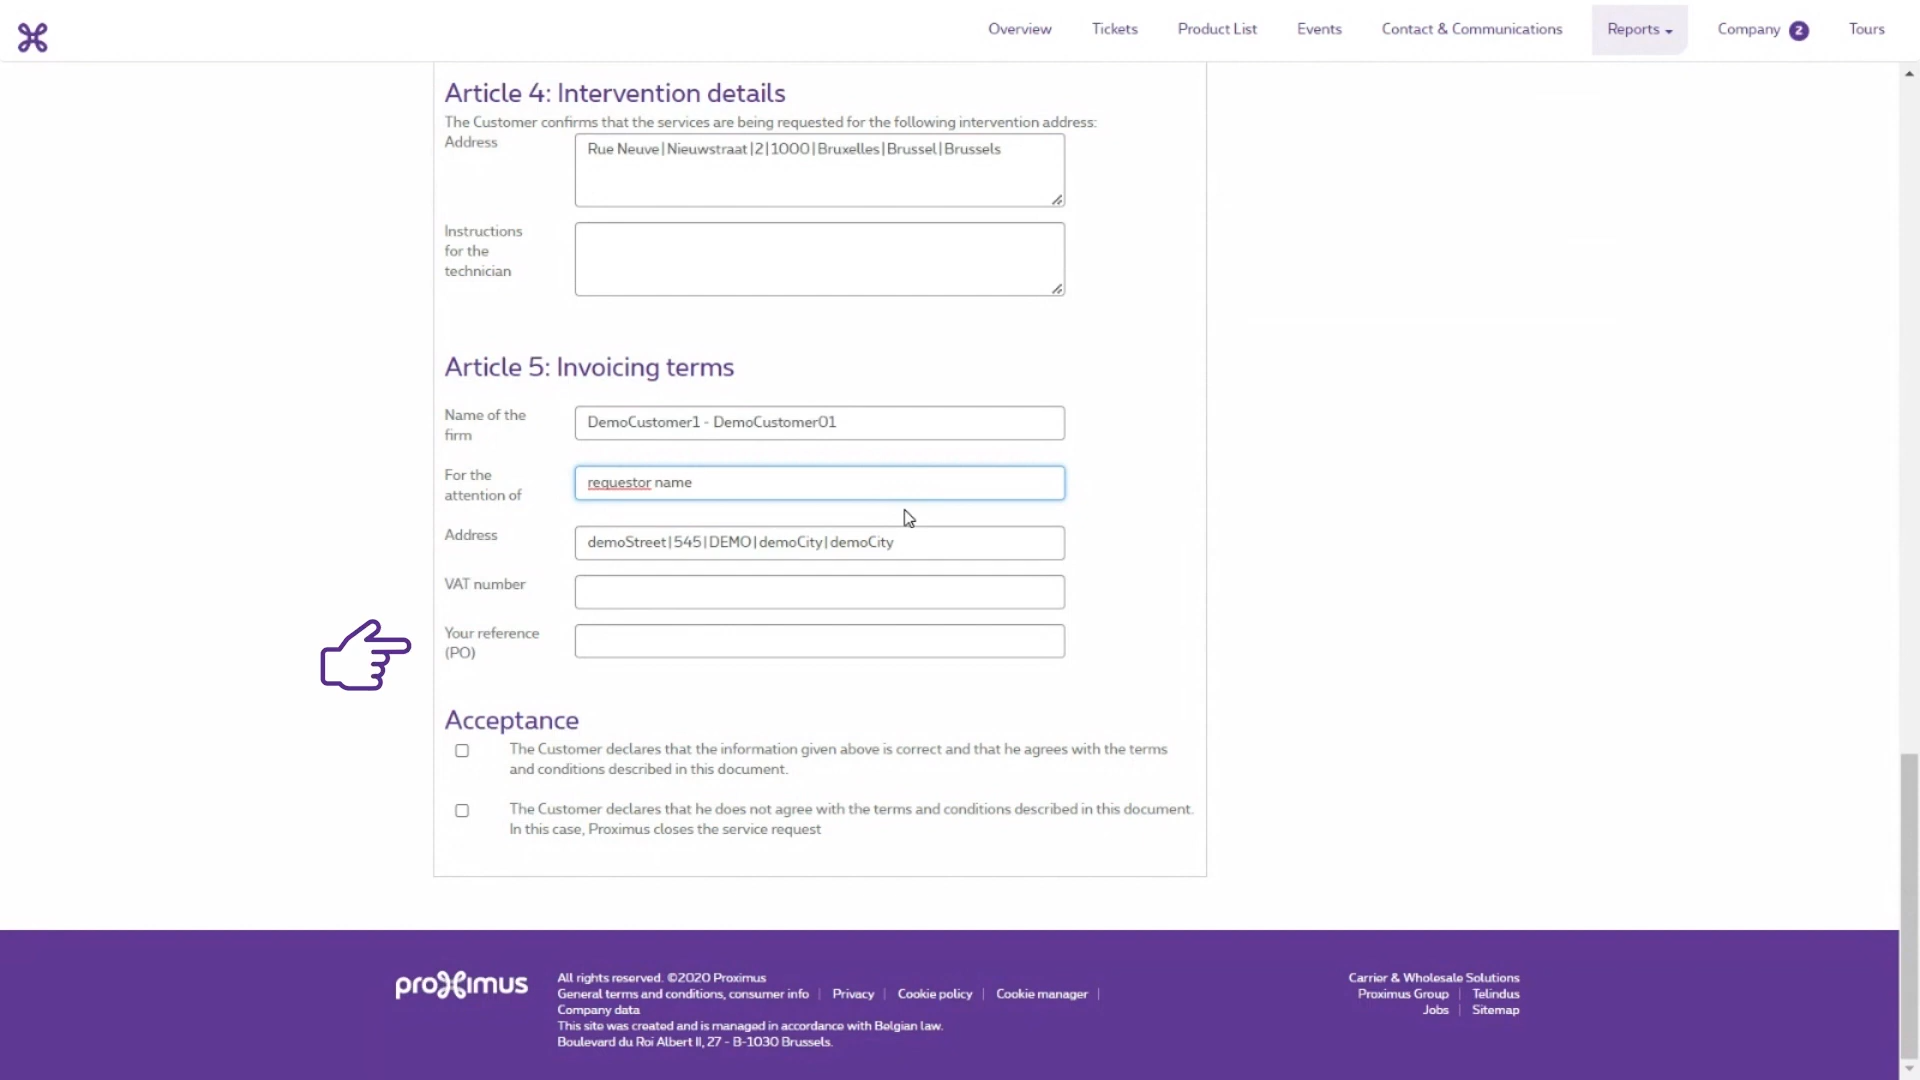 Overview
Tickets
Product List
Events
Contact & Communications
Reports
Company 2
Tours
Article 4: Intervention details
The Customer confirms that the services are being requested for the following intervention address:
Address
Rue Neuve|Nieuwstraat|2|1000|Bruxelles|Brussel|Brussels
Instructions
for the
technician
Article 5: Invoicing terms
Name of the
firm
DemoCustomer1 - DemoCustomer01
For the
attention of
requestor name
Address
demoStreet|545|DEMO|demoCity|demoCity
VAT number
Your reference
(PO)
Acceptance
The Customer declares that the information given above is correct and that he agrees with the terms
and conditions described in this document.
The Customer declares that he does not agree with the terms and conditions described in this document.
In this case, Proximus closes the service request
proximus
All rights reserved. ©2020 Proximus
General terms and conditions, consumer info | Privacy | Cookie policy | Cookie manager |
Company data
This site was created and is managed in accordance with Belgian law.
Boulevard du Roi Albert II, 27 - B-1030 Brussels.
Carrier & Wholesale Solutions
Proximus Group | Telindus
Jobs | Sitemap